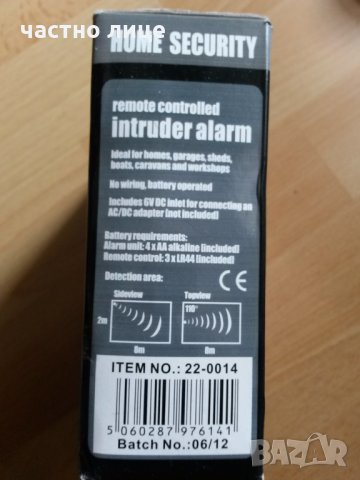 частно лице
HOME SECURITY
remote controlled
intruder alarm
Ideal for homes, garages, sheds,
boats, caravans and workshops
No wiring, battery operated
Includes 6V DC inlet for connecting an
AC/DC adapter (not included)
Battery requirements:
Alarm unit: 4 x AA alkaline (included)
Remote control: 3 x LR44 (included)
Detection area:
CE
Sideview Topview
2m 110°
8m 8m
ITEM NO.: 22-0014
5 060287 976141
Batch No.:06/12
BAZAR
bg